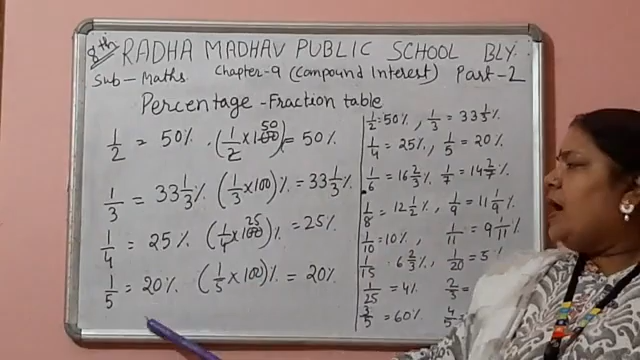 8th RADHA MADHAV PUBLIC SCHOOL BLY.
Sub- Maths Chapter-9 (Compound Interest) Part-2
Percentage -Fraction table
1/2 = 50% . (1/2 × 100)% = 50%
50
1/3 = 33 1/3% (1/3 × 100)% = 33 1/3%
1/4 = 25% (1/4 × 100)% = 25%
25
1/5 = 20% (1/5 × 100)% = 20%
1/2 = 50% , 1/3 = 33 1/3%
1/4 = 25% , 1/5 = 20%
1/6 = 16 2/3% , 1/7 = 14 2/7%
1/8 = 12 1/2% , 1/9 = 11 1/9%
1/10 = 10% , 1/11 = 9 1/11%
1/15 6 2/3% , 1/20 = 5%
1/25 = 4% 2/3 =
3/5 = 60% 4/5 =